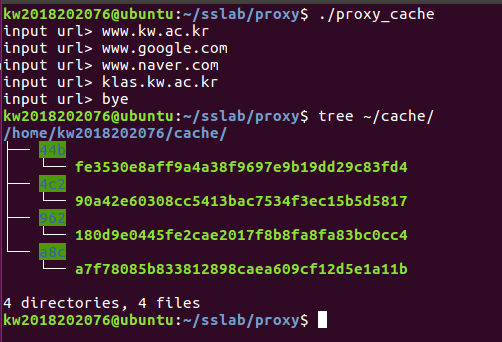 kw2018202076@ubuntu:~/sslab/proxy$ ./proxy_cache
input url> www.kw.ac.kr
input url> www.google.com
input url> www.naver.com
input url> klas.kw.ac.kr
input url> bye
kw2018202076@ubuntu:~/sslab/proxy$ tree ~/cache/
/home/kw2018202076/cache/
├── 44b
│   └── fe3530e8aff9a4a38f9697e9b19dd29c83fd4
├── 4c2
│   └── 90a42e60308cc5413bac7534f3ec15b5d5817
├── 962
│   └── 180d9e0445fe2cae2017f8b8fa8fa83bc0cc4
└── a8c
    └── a7f78085b833812898caea609cf12d5e1a11b
4 directories, 4 files
kw2018202076@ubuntu:~/sslab/proxy$